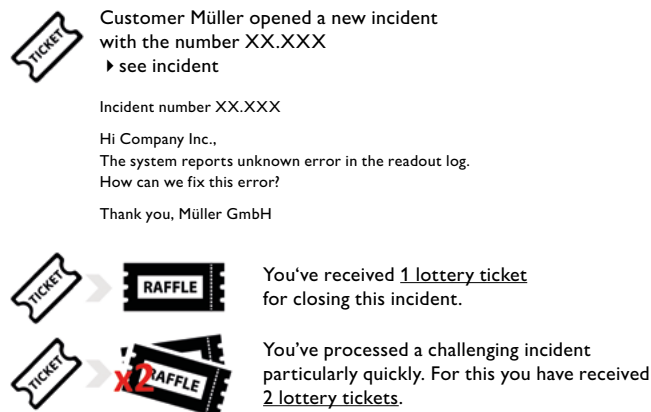 TICKET
Customer Müller opened a new incident
with the number XX.XXX
▸ see incident
Incident number XX.XXX
Hi Company Inc.,
The system reports unknown error in the readout log.
How can we fix this error?
Thank you, Müller GmbH
TICKET
RAFFLE
You‘ve received 1 lottery ticket
for closing this incident.
TICKET
x2
RAFFLE
You've processed a challenging incident
particularly quickly. For this you have received
2 lottery tickets.